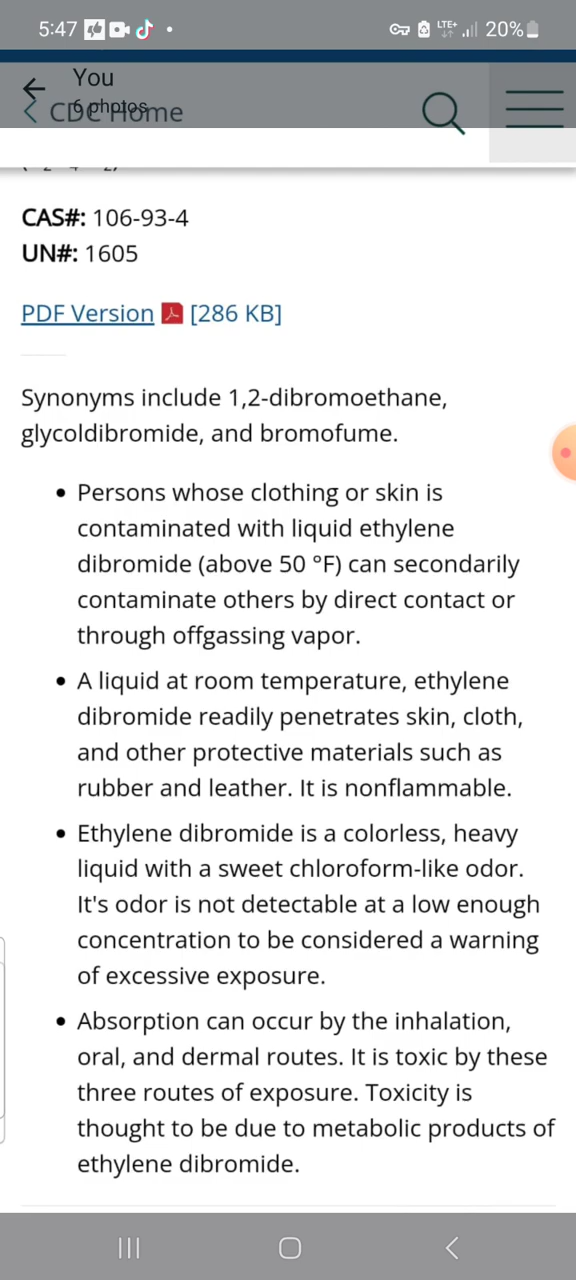 5:47 LTE+ 20%
You
6 photos
CDC Home
CAS#: 106-93-4
UN#: 1605
PDF Version [286 KB]
Synonyms include 1,2-dibromoethane,
glycoldibromide, and bromofume.
• Persons whose clothing or skin is
contaminated with liquid ethylene
dibromide (above 50 °F) can secondarily
contaminate others by direct contact or
through offgassing vapor.
• A liquid at room temperature, ethylene
dibromide readily penetrates skin, cloth,
and other protective materials such as
rubber and leather. It is nonflammable.
• Ethylene dibromide is a colorless, heavy
liquid with a sweet chloroform-like odor.
It's odor is not detectable at a low enough
concentration to be considered a warning
of excessive exposure.
• Absorption can occur by the inhalation,
oral, and dermal routes. It is toxic by these
three routes of exposure. Toxicity is
thought to be due to metabolic products of
ethylene dibromide.